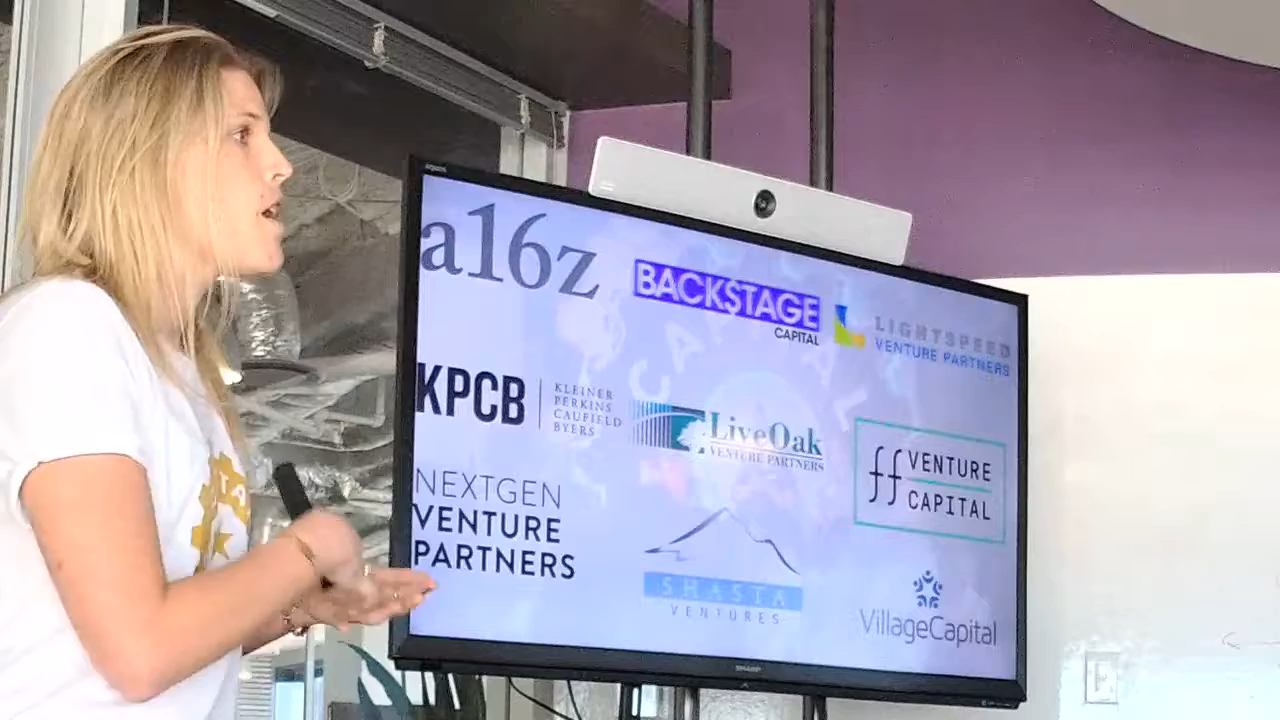 a16z
BACKSTAGE
CAPITAL
LIGHTSPEED
VENTURE PARTNERS
KPCB
KLEINER
PERKINS
CAUFIELD
BYERS
LiveOak
VENTURE PARTNERS
ff VENTURE
CAPITAL
NEXTGEN
VENTURE
PARTNERS
SHASTA
VENTURES
VillageCapital
SHARP